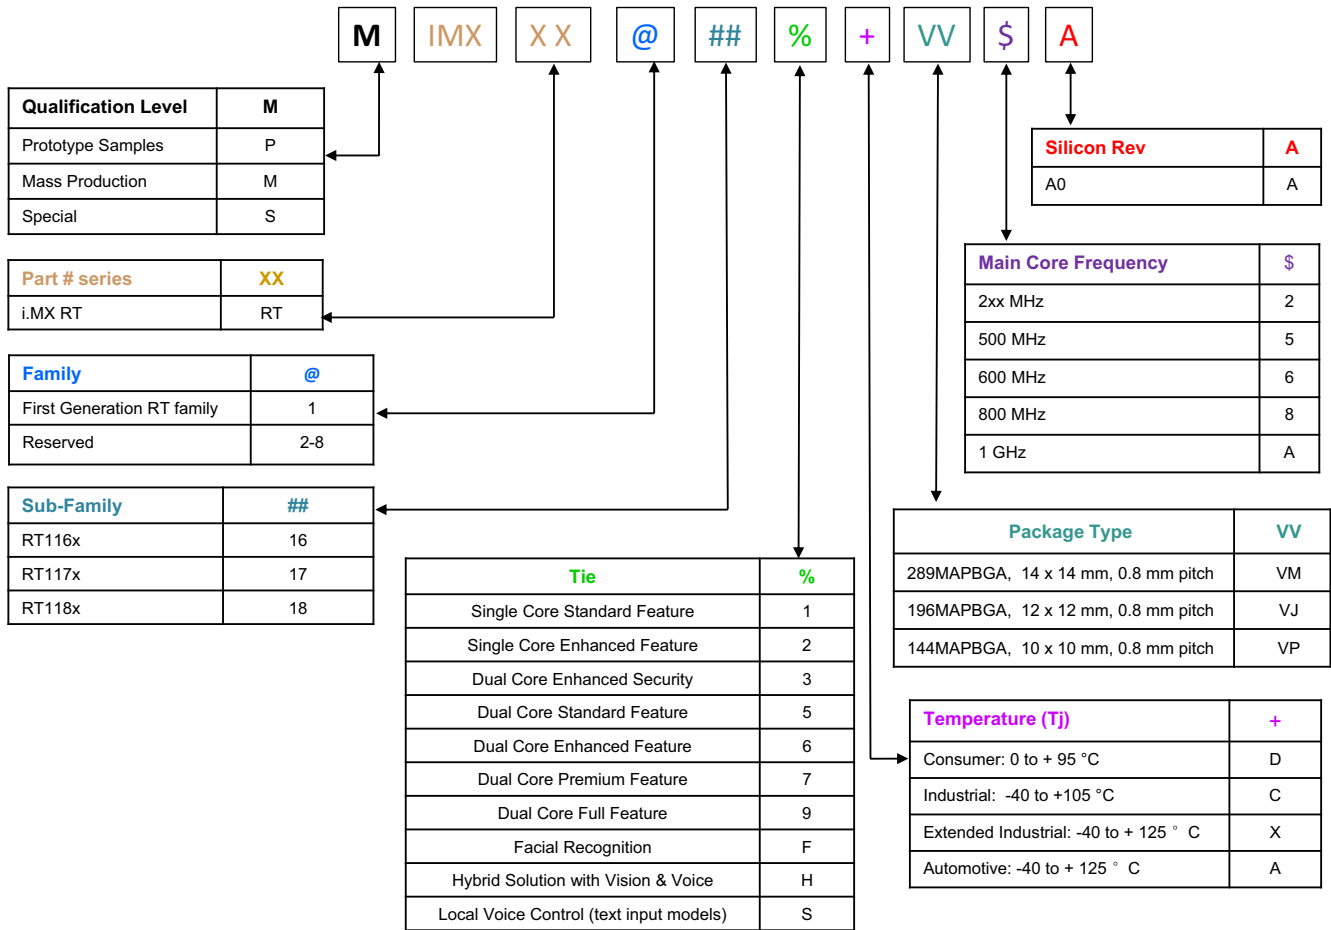 M IMX X X @ ## % + VV $ A
Qualification Level M
Prototype Samples P
Mass Production M
Special S
Part # series XX
i.MX RT RT
Family @
First Generation RT family 1
Reserved 2-8
Sub-Family ##
RT116x 16
RT117x 17
RT118x 18
Tie %
Single Core Standard Feature 1
Single Core Enhanced Feature 2
Dual Core Enhanced Security 3
Dual Core Standard Feature 5
Dual Core Enhanced Feature 6
Dual Core Premium Feature 7
Dual Core Full Feature 9
Facial Recognition F
Hybrid Solution with Vision & Voice H
Local Voice Control (text input models) S
Silicon Rev A
A0 A
Main Core Frequency $
2xx MHz 2
500 MHz 5
600 MHz 6
800 MHz 8
1 GHz A
Package Type VV
289MAPBGA, 14 x 14 mm, 0.8 mm pitch VM
196MAPBGA, 12 x 12 mm, 0.8 mm pitch VJ
144MAPBGA, 10 x 10 mm, 0.8 mm pitch VP
Temperature (Tj) +
Consumer: 0 to + 95 °C D
Industrial: -40 to +105 °C C
Extended Industrial: -40 to + 125 ° C X
Automotive: -40 to + 125 ° C A